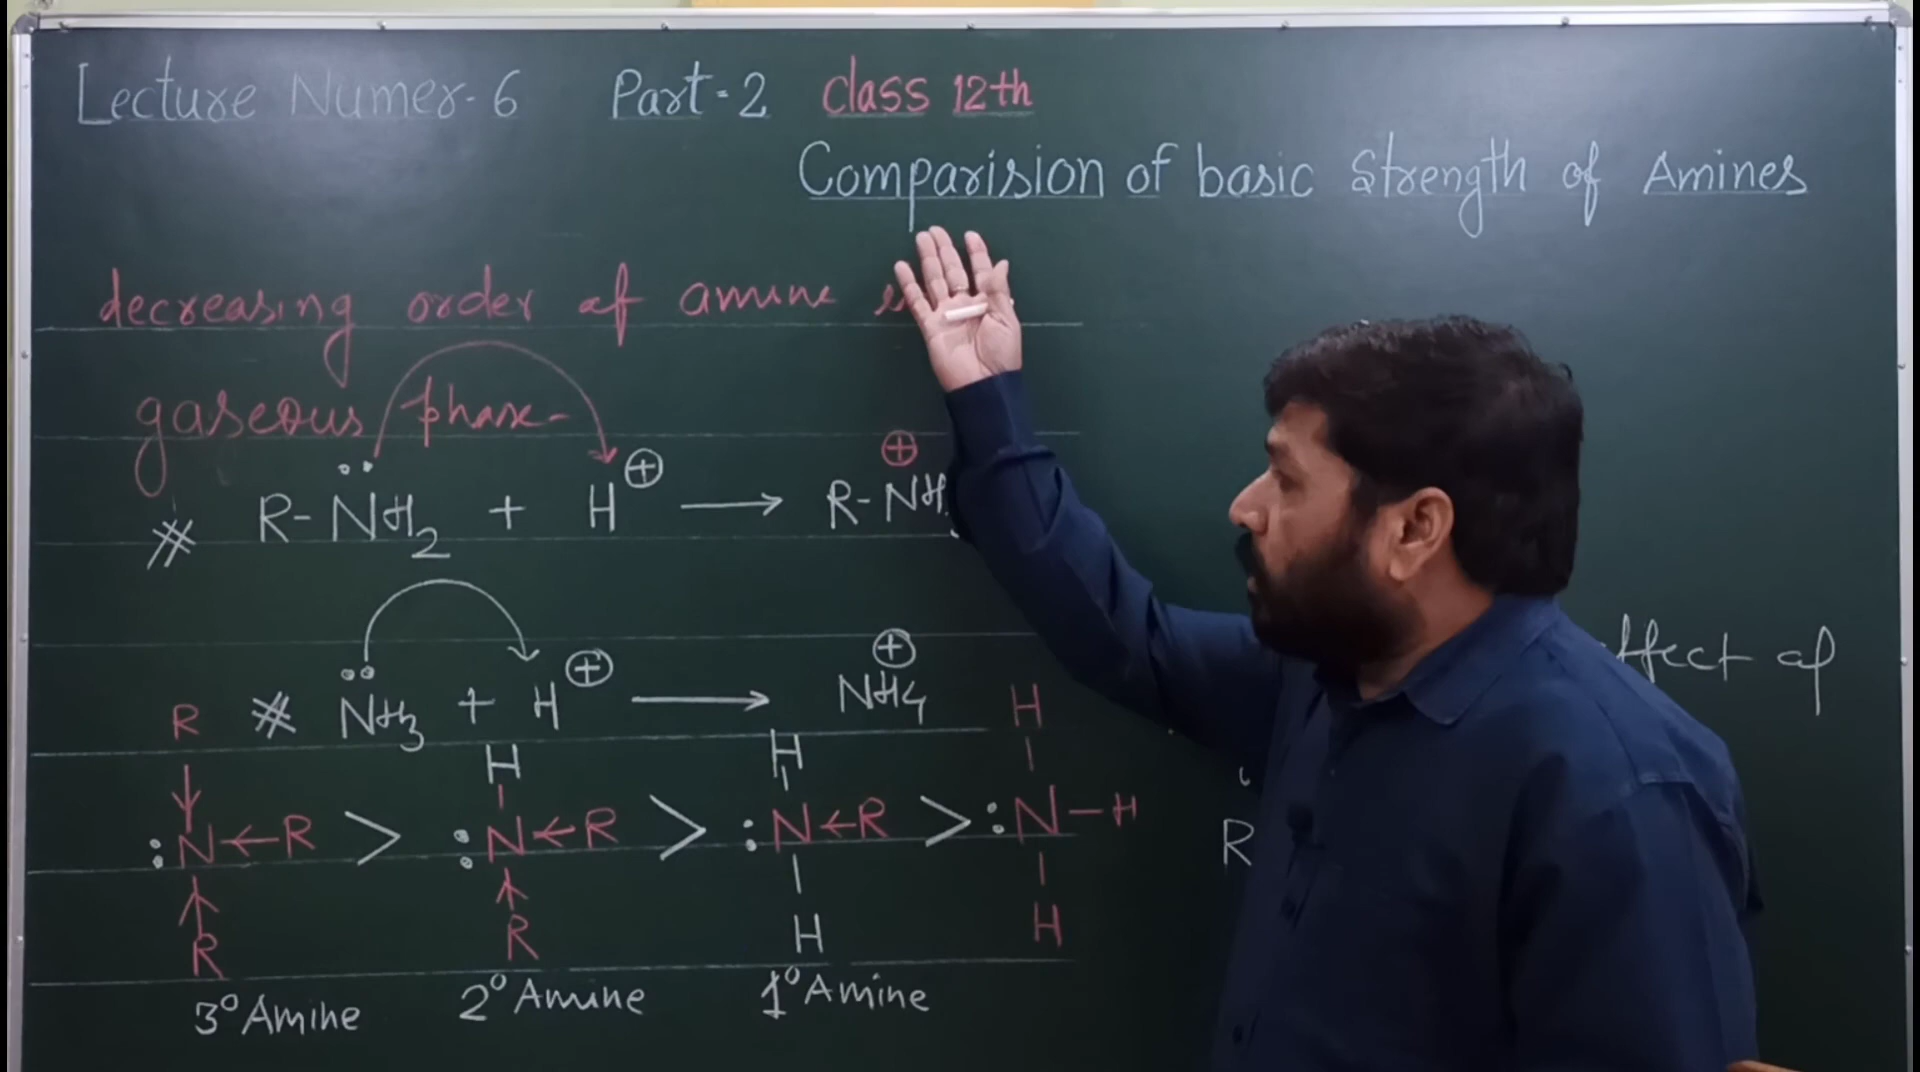 Lecture Numer-6 Part-2 class 12th
Comparision of basic Strength of Amines
decreasing order of amine
gaseous phase-
R-NH2 + H⊕ → R-NH
⊕
NH3 + H⊕ → NH4⊕
R H H H
:N←R > :N←R > :N←R > :N-H
R R H H
3° Amine 2° Amine 1° Amine
ffect of
R